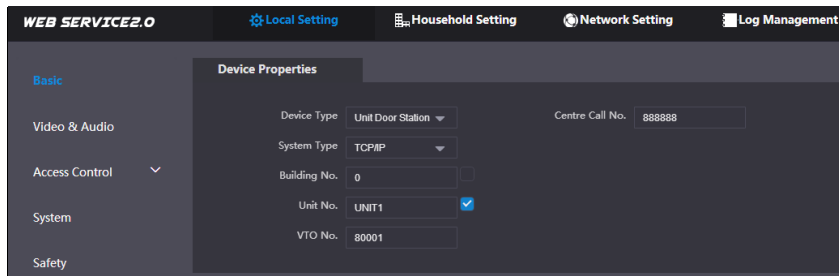 WEB SERVICE2.0
Local Setting
Household Setting
Network Setting
Log Management
Basic
Video & Audio
Access Control
System
Safety
Device Properties
Device Type Unit Door Station
Centre Call No. 888888
System Type TCP/IP
Building No. 0
Unit No. UNIT1
VTO No. 80001